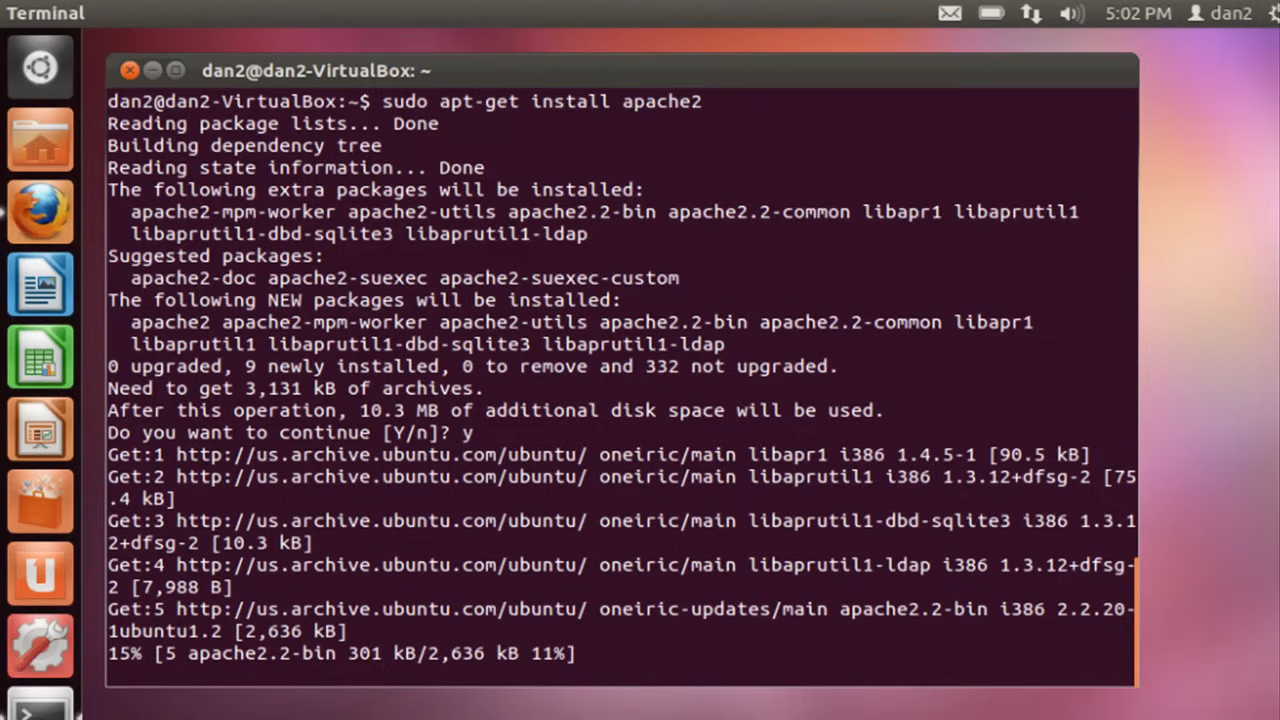 Terminal
5:02 PM
dan2
dan2@dan2-VirtualBox: ~
dan2@dan2-VirtualBox:~$ sudo apt-get install apache2
Reading package lists... Done
Building dependency tree
Reading state information... Done
The following extra packages will be installed:
apache2-mpm-worker apache2-utils apache2.2-bin apache2.2-common libapr1 libaprutil1
libaprutil1-dbd-sqlite3 libaprutil1-ldap
Suggested packages:
apache2-doc apache2-suexec apache2-suexec-custom
The following NEW packages will be installed:
apache2 apache2-mpm-worker apache2-utils apache2.2-bin apache2.2-common libapr1
libaprutil1 libaprutil1-dbd-sqlite3 libaprutil1-ldap
0 upgraded, 9 newly installed, 0 to remove and 332 not upgraded.
Need to get 3,131 kB of archives.
After this operation, 10.3 MB of additional disk space will be used.
Do you want to continue [Y/n]? y
Get:1 http://us.archive.ubuntu.com/ubuntu/ oneiric/main libapr1 i386 1.4.5-1 [90.5 kB]
Get:2 http://us.archive.ubuntu.com/ubuntu/ oneiric/main libaprutil1 i386 1.3.12+dfsg-2 [75
.4 kB]
Get:3 http://us.archive.ubuntu.com/ubuntu/ oneiric/main libaprutil1-dbd-sqlite3 i386 1.3.1
2+dfsg-2 [10.3 kB]
Get:4 http://us.archive.ubuntu.com/ubuntu/ oneiric/main libaprutil1-ldap i386 1.3.12+dfsg-
2 [7,988 B]
Get:5 http://us.archive.ubuntu.com/ubuntu/ oneiric-updates/main apache2.2-bin i386 2.2.20-
1ubuntu1.2 [2,636 kB]
15% [5 apache2.2-bin 301 kB/2,636 kB 11%]